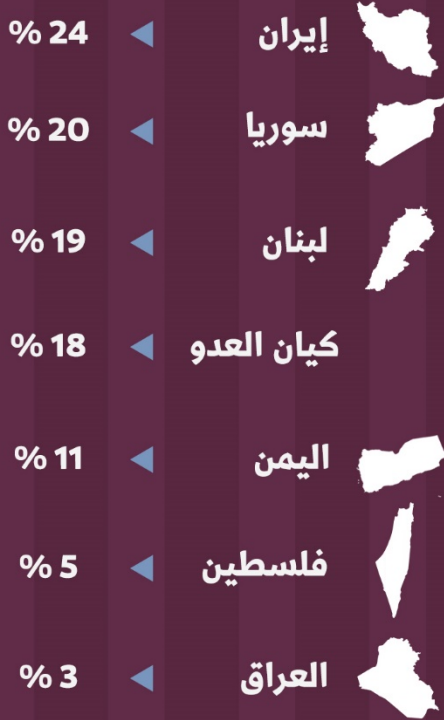 إيران 24 %
سوريا 20 %
لبنان 19 %
كيان العدو 18 %
اليمن 11 %
فلسطين 5 %
العراق 3 %